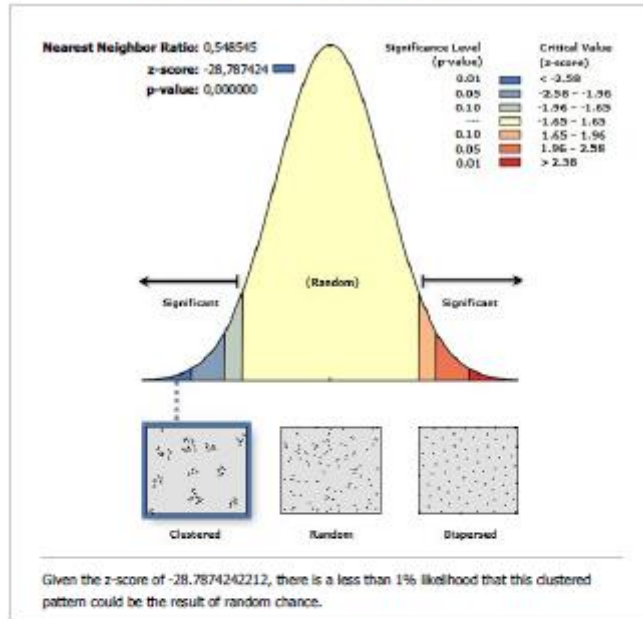 Nearest Neighbor Ratio: 0,548545
z-score: -28,787424
p-value: 0,000000
Significance Level
(p-value)
Critical Value
(z-score)
0.01 < -2.58
0.05 -2.58 - -1.96
0.10 -1.96 - -1.65
--- -1.65 - 1.65
0.10 1.65 - 1.96
0.05 1.96 - 2.58
0.01 > 2.58
(Random)
Significant Significant
Clustered Random Dispersed
Given the z-score of -28.7874242212, there is a less than 1% likelihood that this clustered
pattern could be the result of random chance.